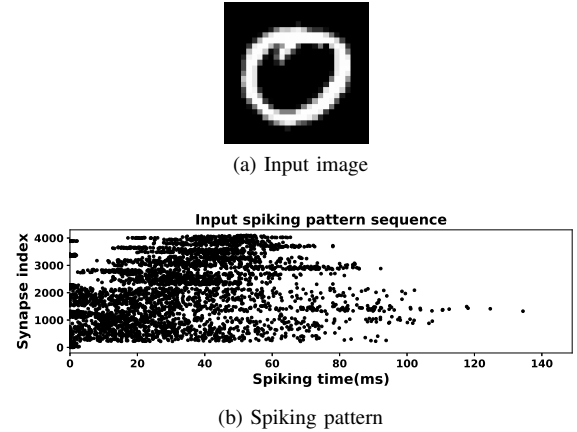 (a) Input image
Input spiking pattern sequence
Synapse index
4000
3000
2000
1000
0
0 20 40 60 80 100 120 140
Spiking time(ms)
(b) Spiking pattern